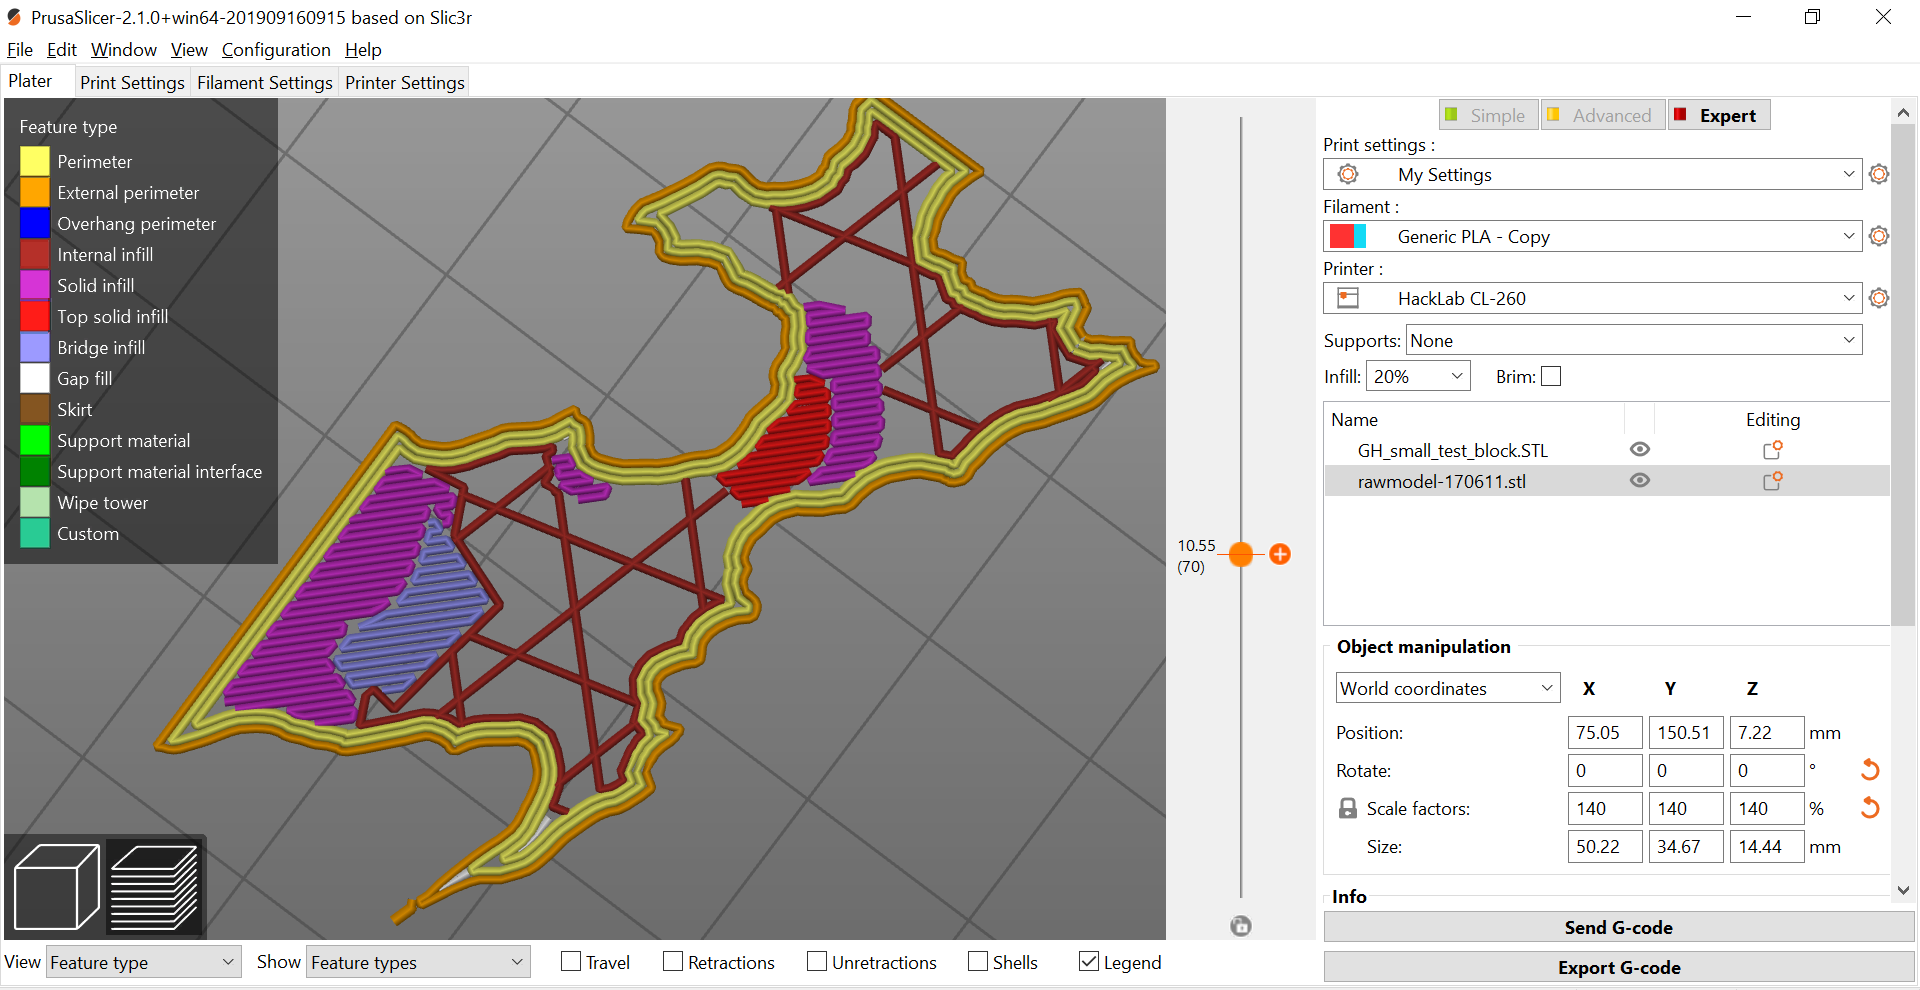 PrusaSlicer-2.1.0+win64-201909160915 based on Slic3r
File Edit Window View Configuration Help
Plater Print Settings Filament Settings Printer Settings
Feature type
Perimeter
External perimeter
Overhang perimeter
Internal infill
Solid infill
Top solid infill
Bridge infill
Gap fill
Skirt
Support material
Support material interface
Wipe tower
Custom
10.55
(70)
Simple Advanced Expert
Print settings :
My Settings
Filament :
Generic PLA - Copy
Printer :
HackLab CL-260
Supports: None
Infill: 20% Brim:
Name Editing
GH_small_test_block.STL
rawmodel-170611.stl
Object manipulation
World coordinates X Y Z
Position: 75.05 150.51 7.22 mm
Rotate: 0 0 0 °
Scale factors: 140 140 140 %
Size: 50.22 34.67 14.44 mm
Info
Send G-code
Export G-code
View Feature type Show Feature types Travel Retractions Unretractions Shells Legend